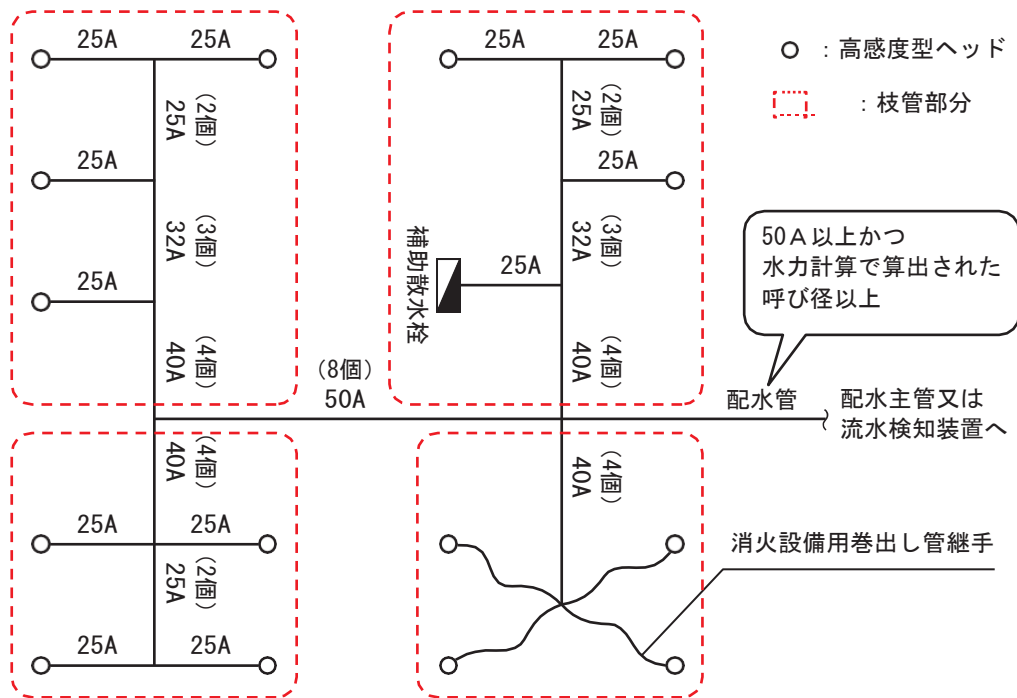 25A
25A
(2個)
25A
25A
(3個)
32A
25A
(4個)
40A
25A
25A
(2個)
25A
25A
(3個)
32A
補助散水栓
25A
(4個)
40A
○ : 高感度型ヘッド
: 枝管部分
50A以上かつ
水力計算で算出された
呼び径以上
(8個)
50A
配水管
配水主管又は
流水検知装置へ
(4個)
40A
25A
25A
(2個)
25A
25A
25A
(4個)
40A
消火設備用巻出し管継手